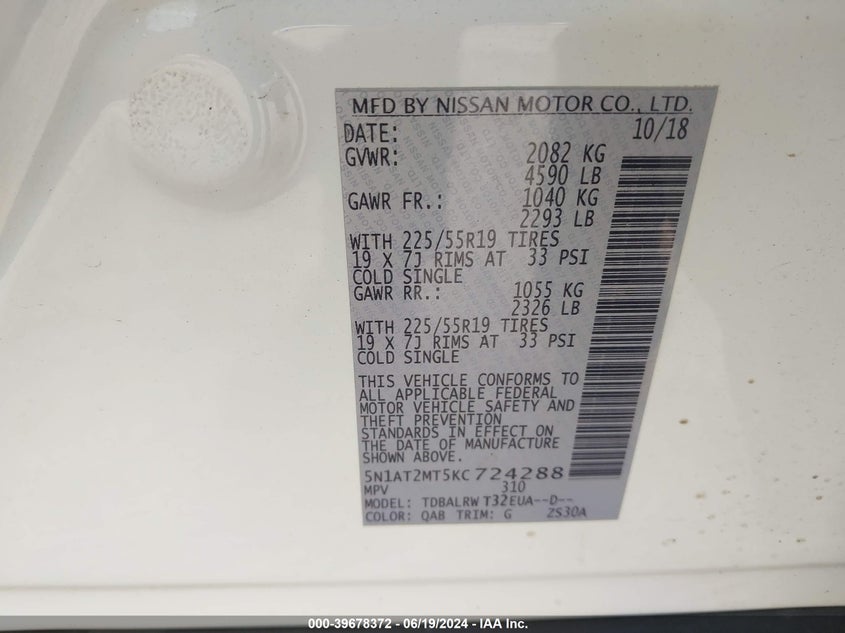 MFD BY NISSAN MOTOR CO., LTD.
DATE: 10/18
GVWR: 2082 KG
4590 LB
GAWR FR.: 1040 KG
2293 LB
WITH 225/55R19 TIRES
19 X 7J RIMS AT 33 PSI
COLD SINGLE
GAWR RR.: 1055 KG
2326 LB
WITH 225/55R19 TIRES
19 X 7J RIMS AT 33 PSI
COLD SINGLE
THIS VEHICLE CONFORMS TO
ALL APPLICABLE FEDERAL
MOTOR VEHICLE SAFETY AND
THEFT PREVENTION
STANDARDS IN EFFECT ON
THE DATE OF MANUFACTURE
SHOWN ABOVE.
5N1AT2MT5KC724288
MPV 310
MODEL: TDBALRW T32EUA--D--
COLOR: QAB TRIM: G ZS30A
000-39678372 - 06/19/2024 - IAA Inc.